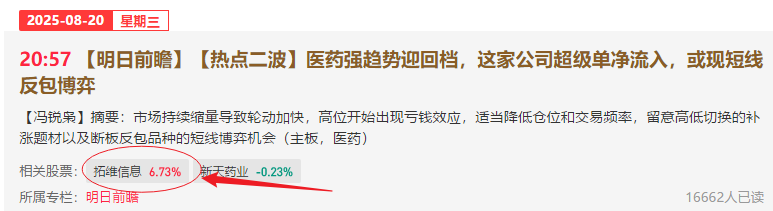 2025-08-20 星期三
20:57 【明日前瞻】【热点二波】医药强趋势迎回档，这家公司超级单净流入，或现短线
反包博弈
【冯锐枭】摘要：市场持续缩量导致轮动加快，高位开始出现亏钱效应，适当降低仓位和交易频率，留意高低切换的补
涨题材以及断板反包品种的短线博弈机会（主板，医药）
相关股票： 拓维信息 6.73% 新天药业 -0.23%
所属专栏：明日前瞻 16662人已读